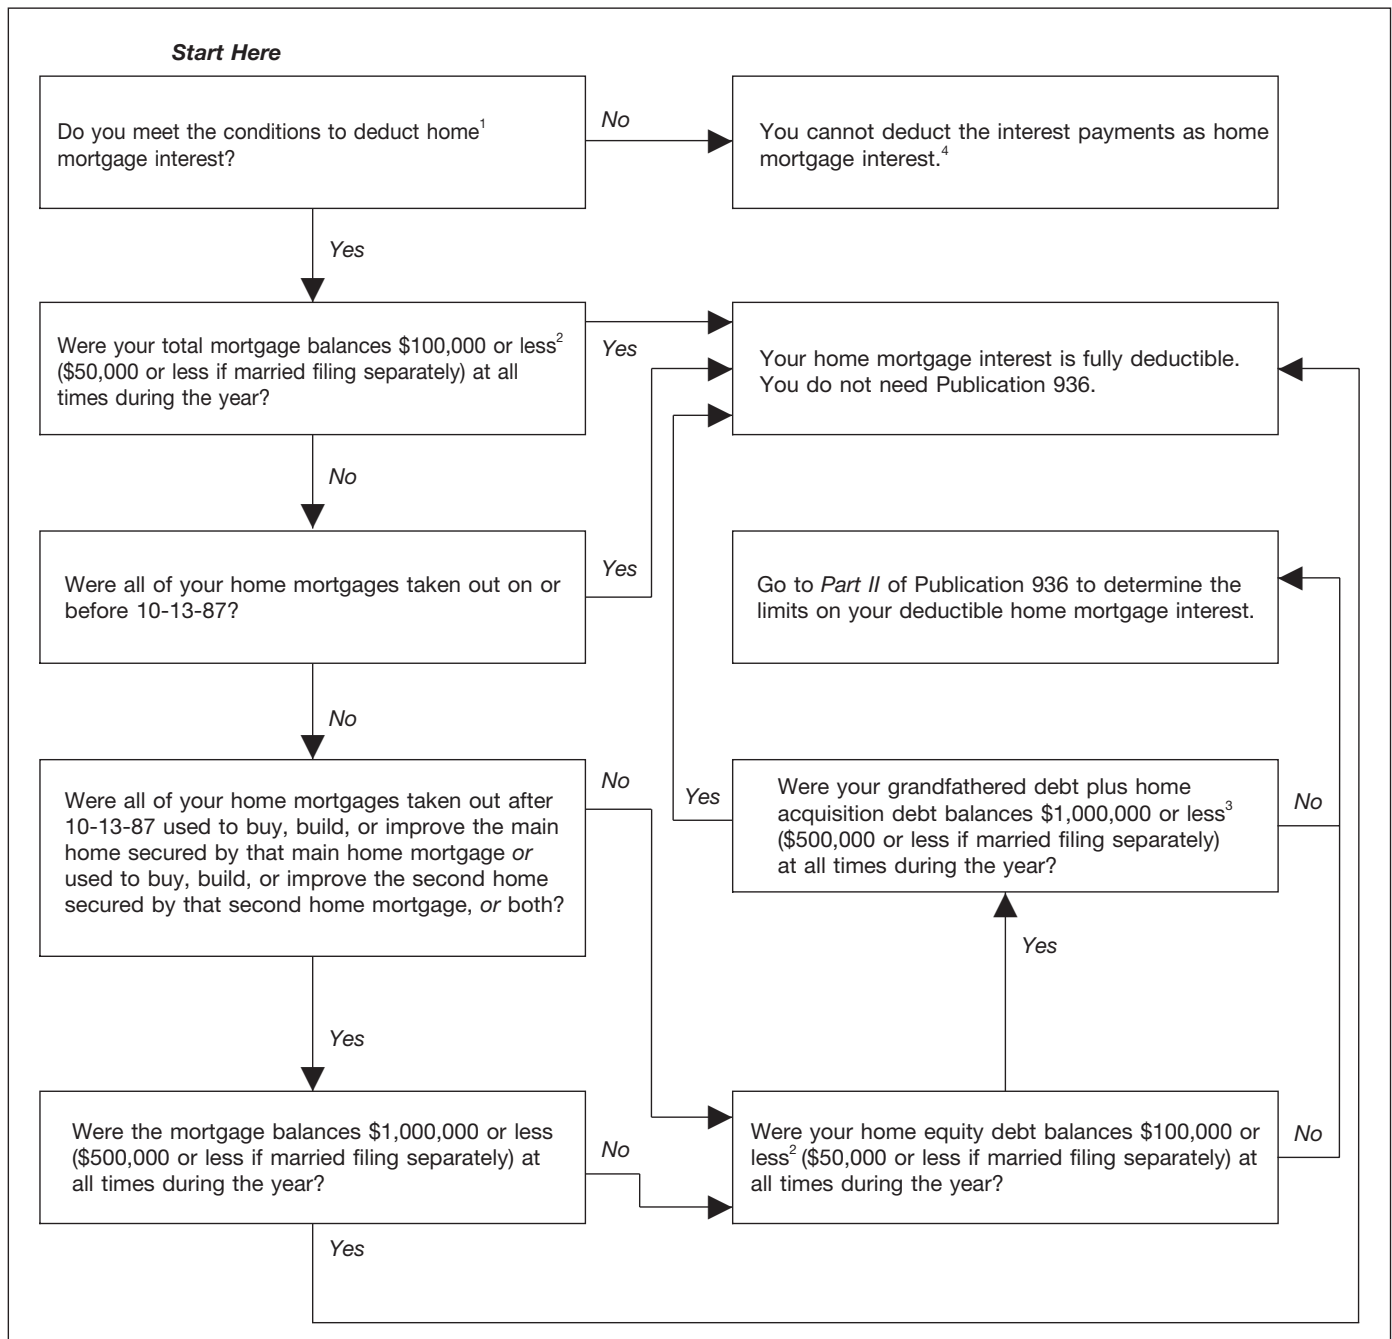 Start Here
Do you meet the conditions to deduct home1
mortgage interest?
No
You cannot deduct the interest payments as home
mortgage interest.4
Yes
Were your total mortgage balances $100,000 or less2
($50,000 or less if married filing separately) at all
times during the year?
Yes
Your home mortgage interest is fully deductible.
You do not need Publication 936.
No
Were all of your home mortgages taken out on or
before 10-13-87?
Yes
Go to Part II of Publication 936 to determine the
limits on your deductible home mortgage interest.
No
Were all of your home mortgages taken out after
10-13-87 used to buy, build, or improve the main
home secured by that main home mortgage or
used to buy, build, or improve the second home
secured by that second home mortgage, or both?
No
Yes
Were your grandfathered debt plus home
acquisition debt balances $1,000,000 or less3
($500,000 or less if married filing separately)
at all times during the year?
No
Yes
Yes
Were the mortgage balances $1,000,000 or less
($500,000 or less if married filing separately) at
all times during the year?
No
Were your home equity debt balances $100,000 or
less2 ($50,000 or less if married filing separately) at
all times during the year?
No
Yes